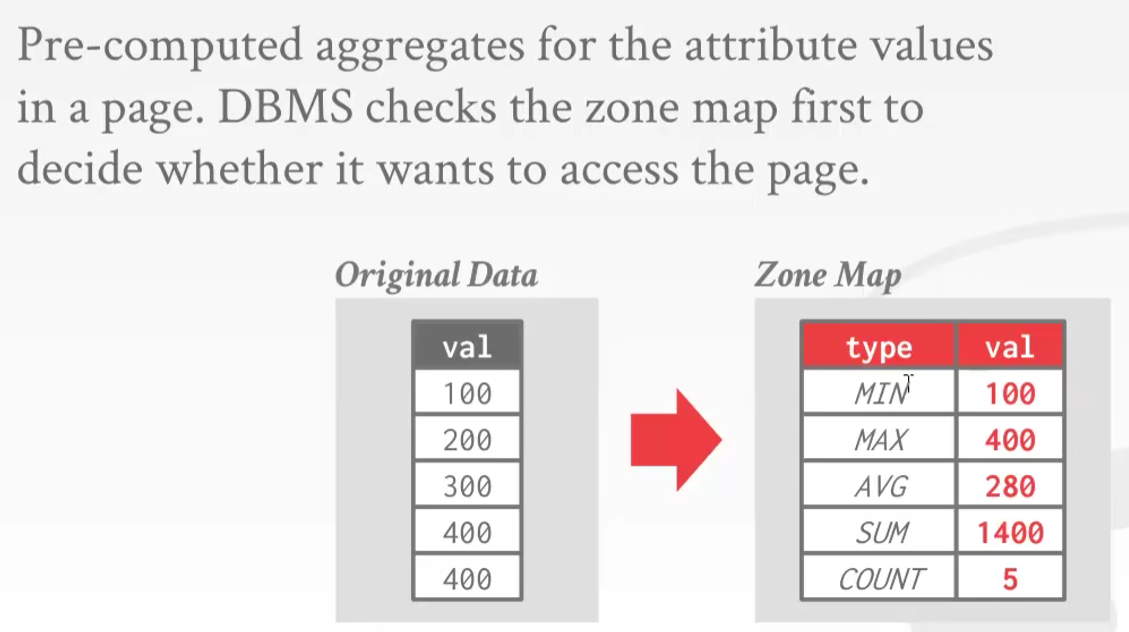 Pre-computed aggregates for the attribute values
in a page. DBMS checks the zone map first to
decide whether it wants to access the page.
Original Data
val
100
200
300
400
400
Zone Map
type val
MIN 100
MAX 400
AVG 280
SUM 1400
COUNT 5